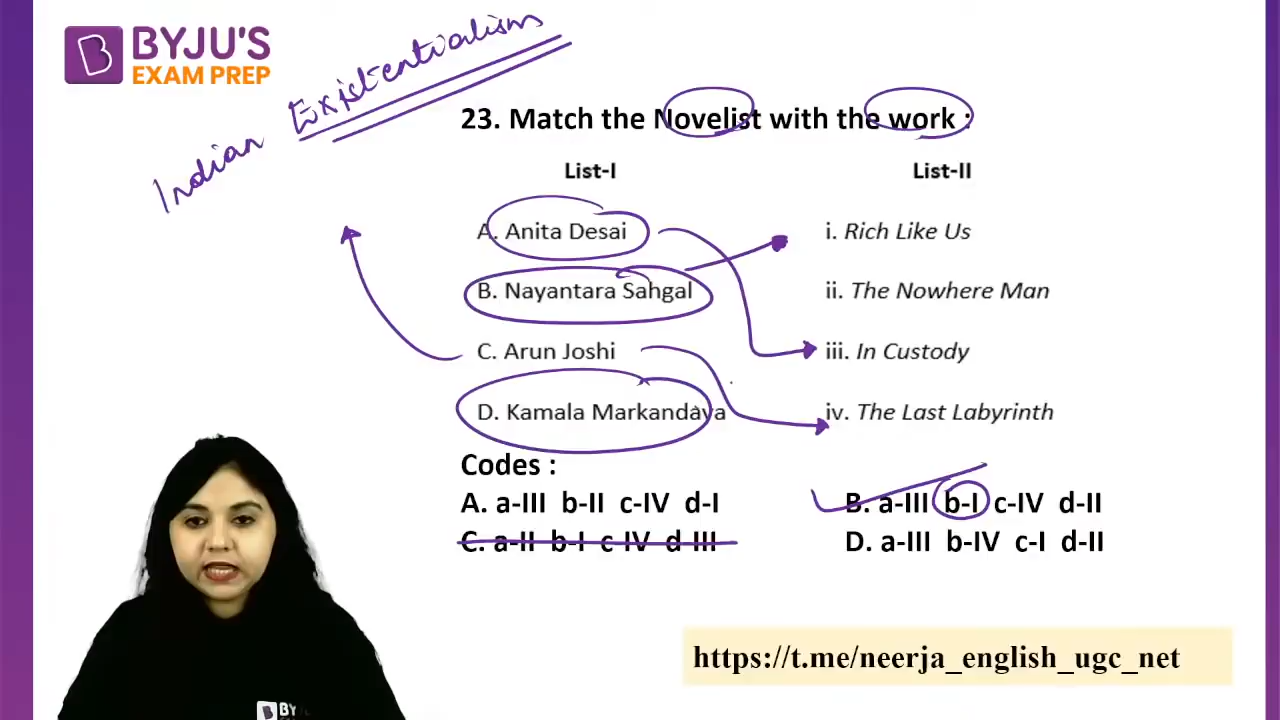 BYJU'S
EXAM PREP
Indian Existentialism
23. Match the Novelist with the work :
List-I List-II
A. Anita Desai i. Rich Like Us
B. Nayantara Sahgal ii. The Nowhere Man
C. Arun Joshi iii. In Custody
D. Kamala Markandaya iv. The Last Labyrinth
Codes :
A. a-III b-II c-IV d-I B. a-III b-I c-IV d-II
C. a-II b-I c-IV d-III D. a-III b-IV c-I d-II
https://t.me/neerja_english_ugc_net